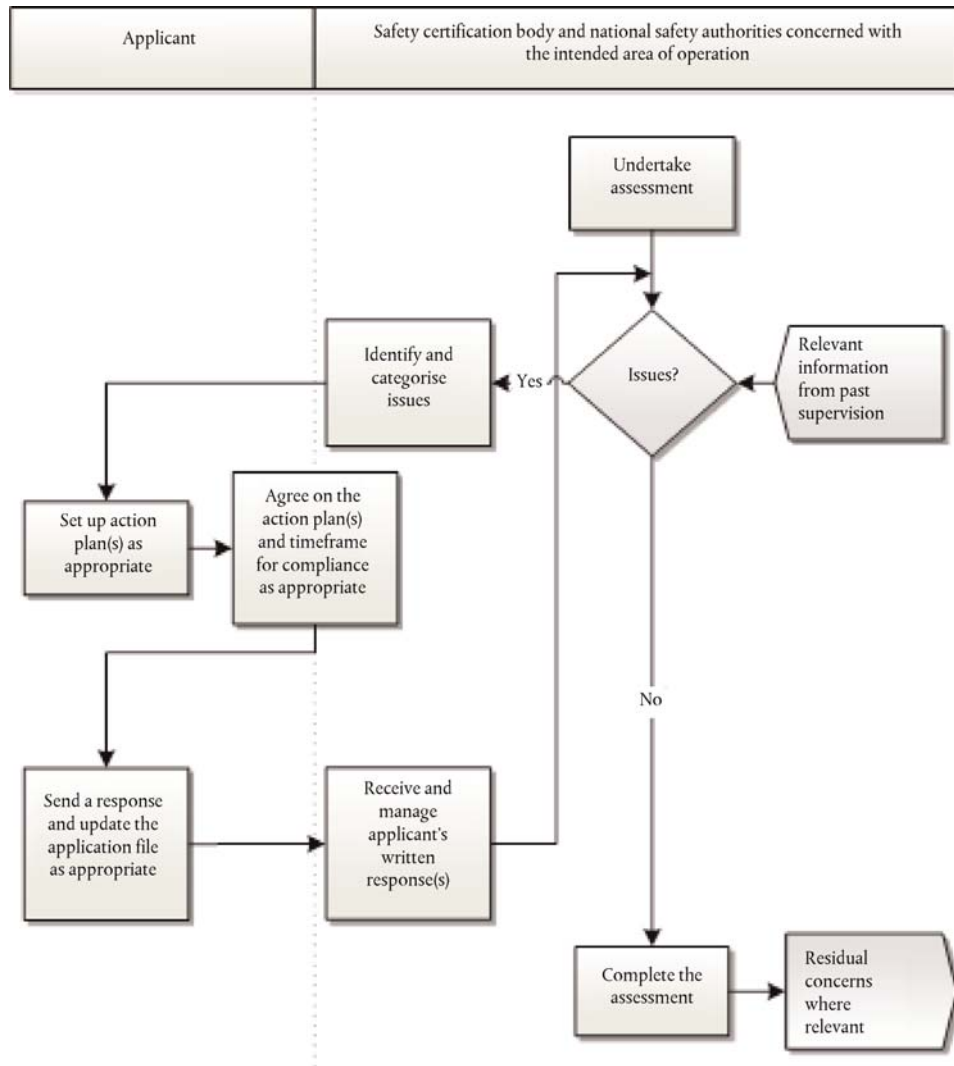 Applicant
Safety certification body and national safety authorities concerned with
the intended area of operation
Undertake
assessment
Identify and
categorise
issues
Yes
Issues?
Relevant
information
from past
supervision
Set up action
plan(s) as
appropriate
Agree on the
action plan(s)
and timeframe
for compliance
as appropriate
No
Send a response
and update the
application file
as appropriate
Receive and
manage
applicant's
written
response(s)
Complete the
assessment
Residual
concerns
where
relevant